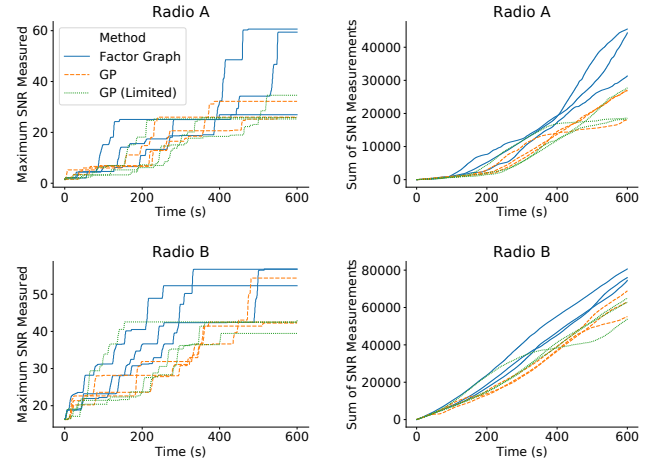 Radio A
Maximum SNR Measured
60
40
20
0
Method
Factor Graph
GP
GP (Limited)
0
200
400
600
Time (s)
Radio A
Sum of SNR Measurements
40000
30000
20000
10000
0
0
200
400
600
Time (s)
Radio B
Maximum SNR Measured
50
40
30
20
0
200
400
600
Time (s)
Radio B
Sum of SNR Measurements
80000
60000
40000
20000
0
0
200
400
600
Time (s)